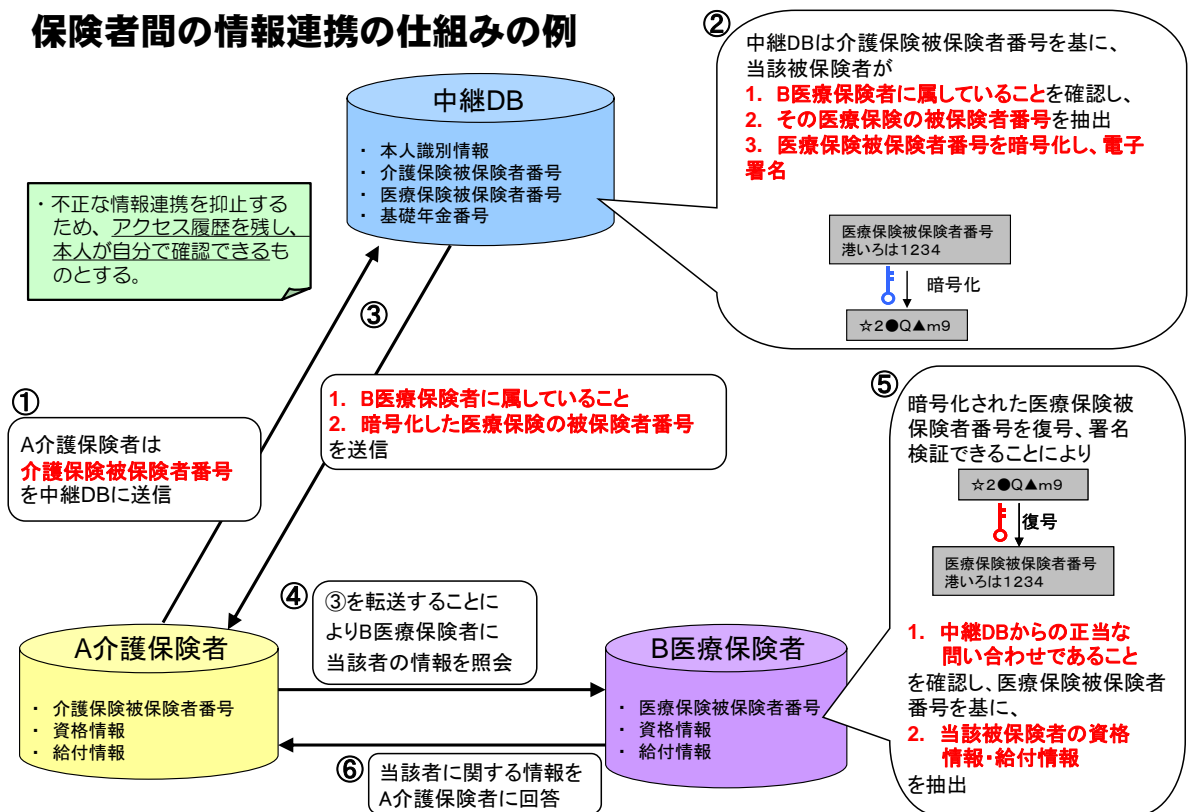 保険者間の情報連携の仕組みの例
中継DB
・ 本人識別情報
・ 介護保険被保険者番号
・ 医療保険被保険者番号
・ 基礎年金番号
②
中継DBは介護保険被保険者番号を基に、
当該被保険者が
1. B医療保険者に属していることを確認し、
2. その医療保険の被保険者番号を抽出
3. 医療保険被保険者番号を暗号化し、電子
署名
医療保険被保険者番号
港いろは1234
暗号化
☆2●Q▲m9
・不正な情報連携を抑止する
ため、アクセス履歴を残し、
本人が自分で確認できるも
のとする。
③
1. B医療保険者に属していること
2. 暗号化した医療保険の被保険者番号
を送信
①
A介護保険者は
介護保険被保険者番号
を中継DBに送信
④
③を転送することに
よりB医療保険者に
当該者の情報を照会
⑤
暗号化された医療保険被
保険者番号を復号、署名
検証できることにより
☆2●Q▲m9
復号
医療保険被保険者番号
港いろは1234
1. 中継DBからの正当な
問い合わせであること
を確認し、医療保険被保険者
番号を基に、
2. 当該被保険者の資格
情報・給付情報
を抽出
A介護保険者
・ 介護保険被保険者番号
・ 資格情報
・ 給付情報
B医療保険者
・ 医療保険被保険者番号
・ 資格情報
・ 給付情報
⑥
当該者に関する情報を
A介護保険者に回答